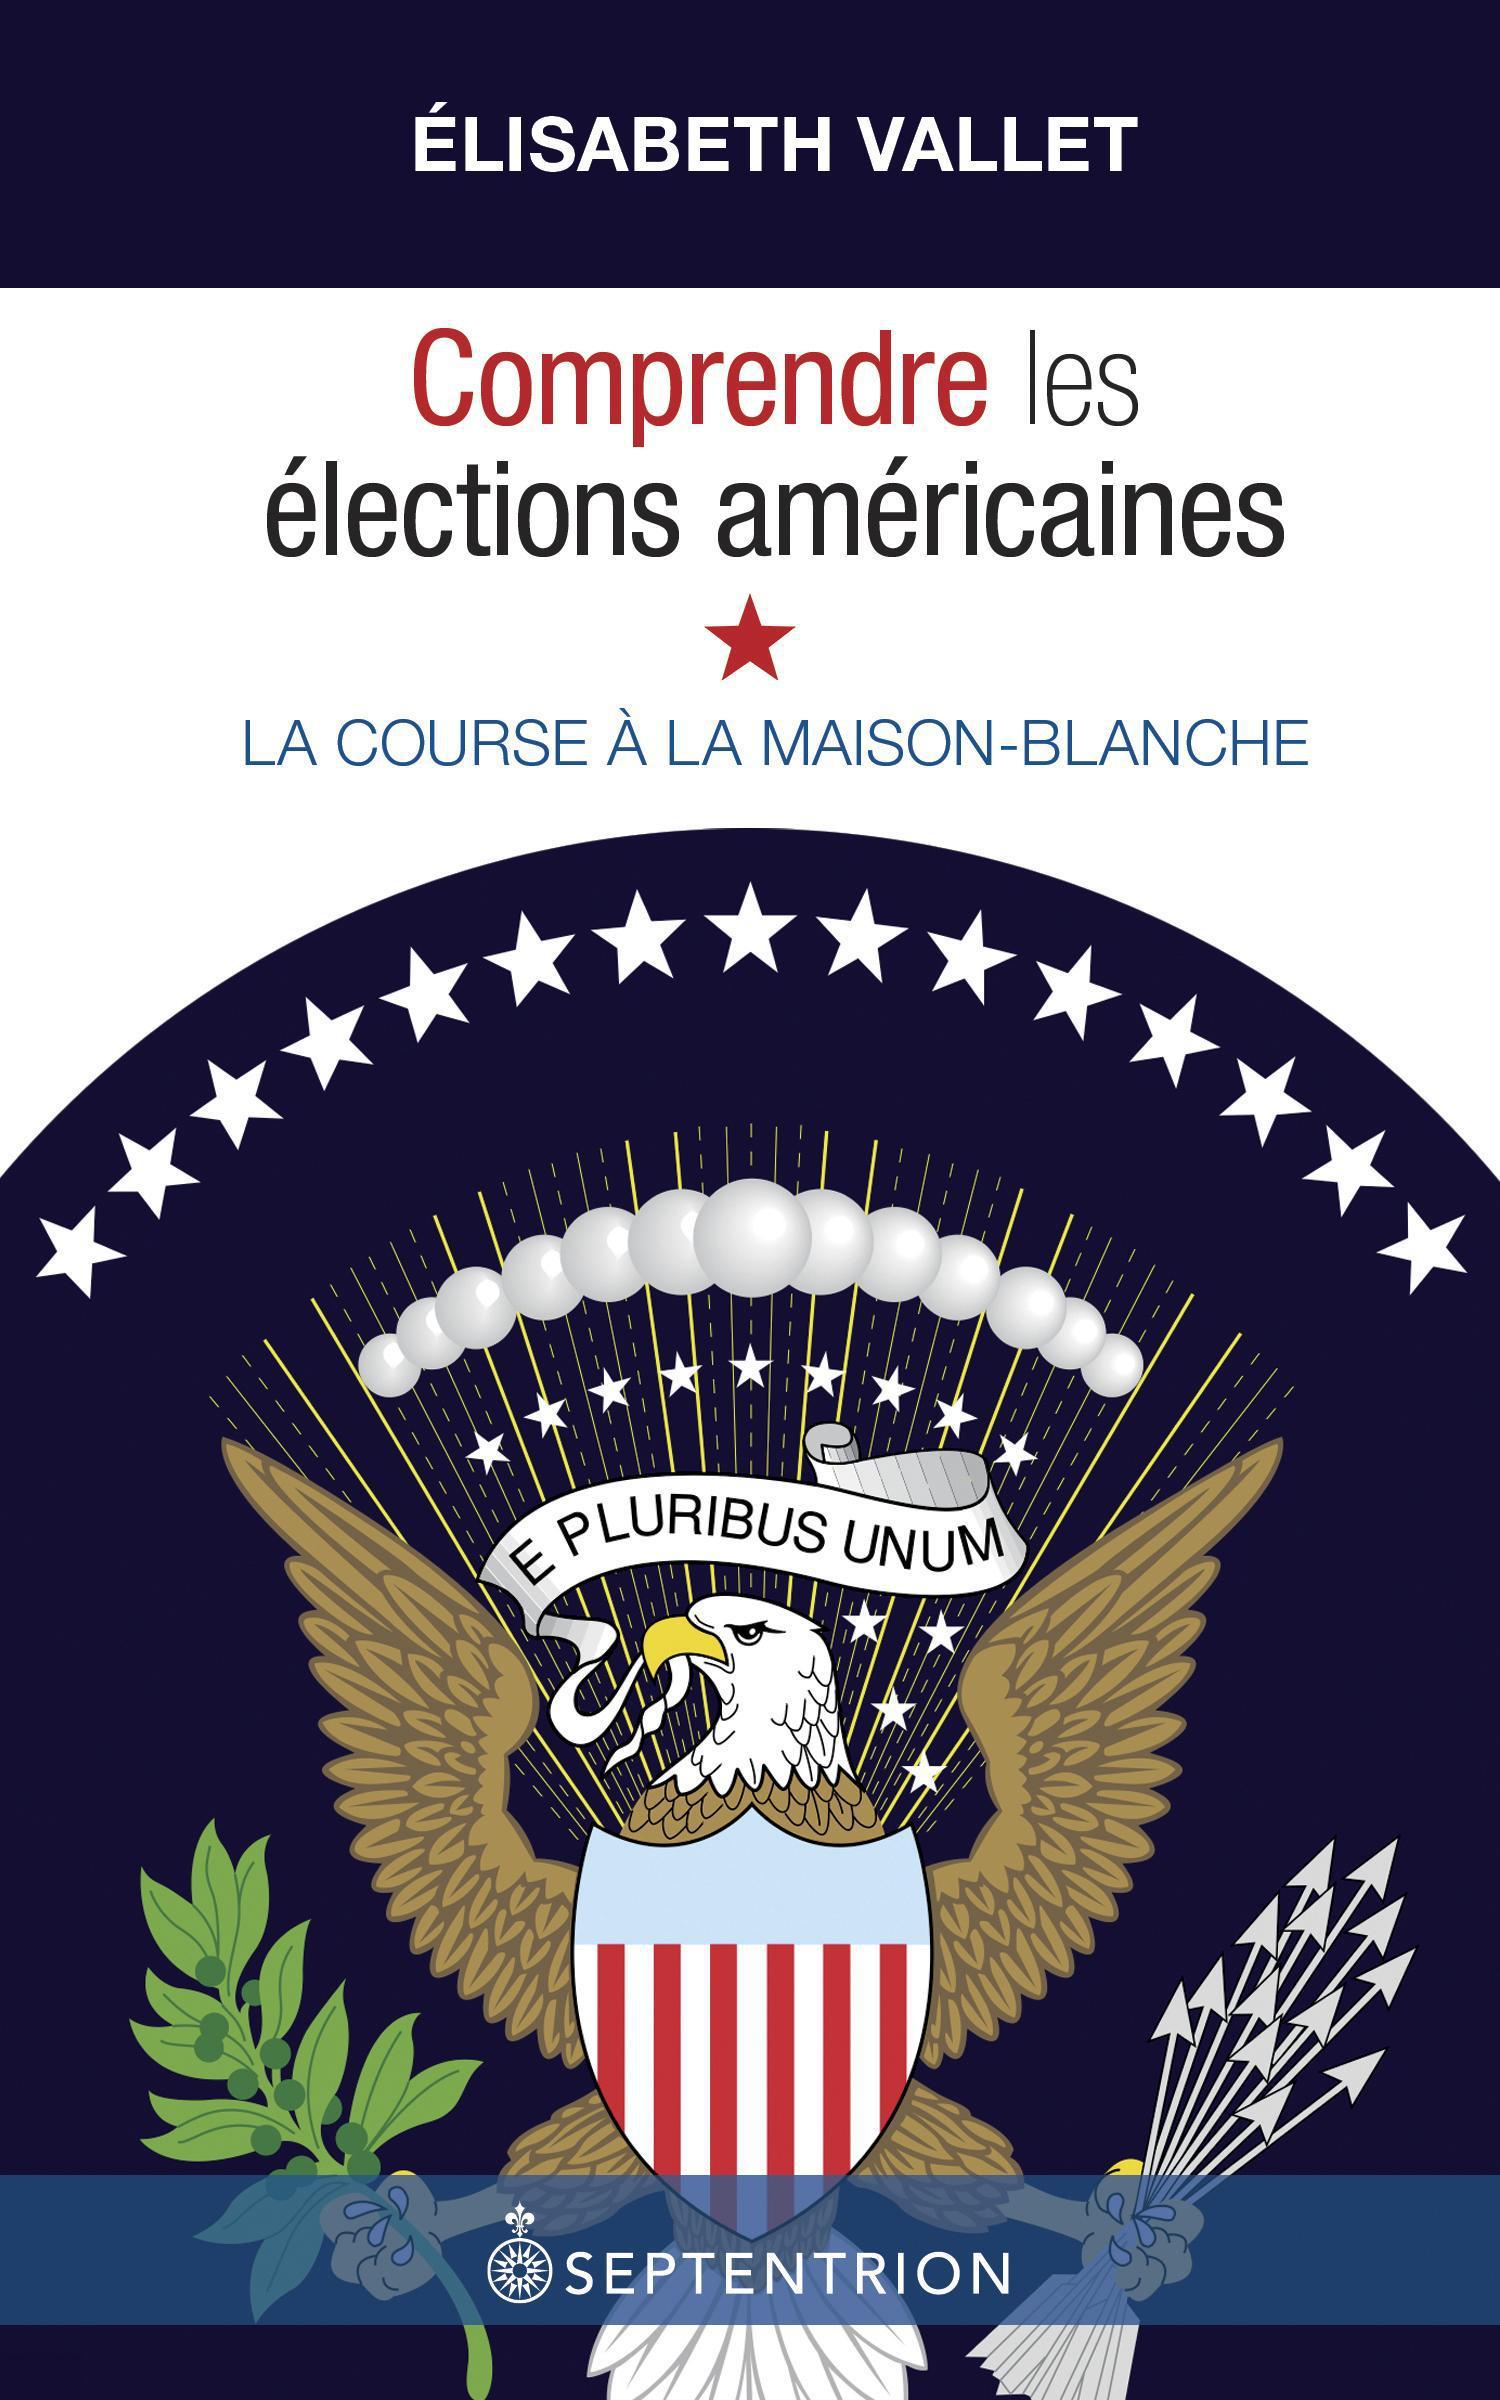 ÉLISABETH VALLET
Comprendre les
élections américaines
LA COURSE À LA MAISON-BLANCHE
E PLURIBUS UNUM
SEPTENTRION